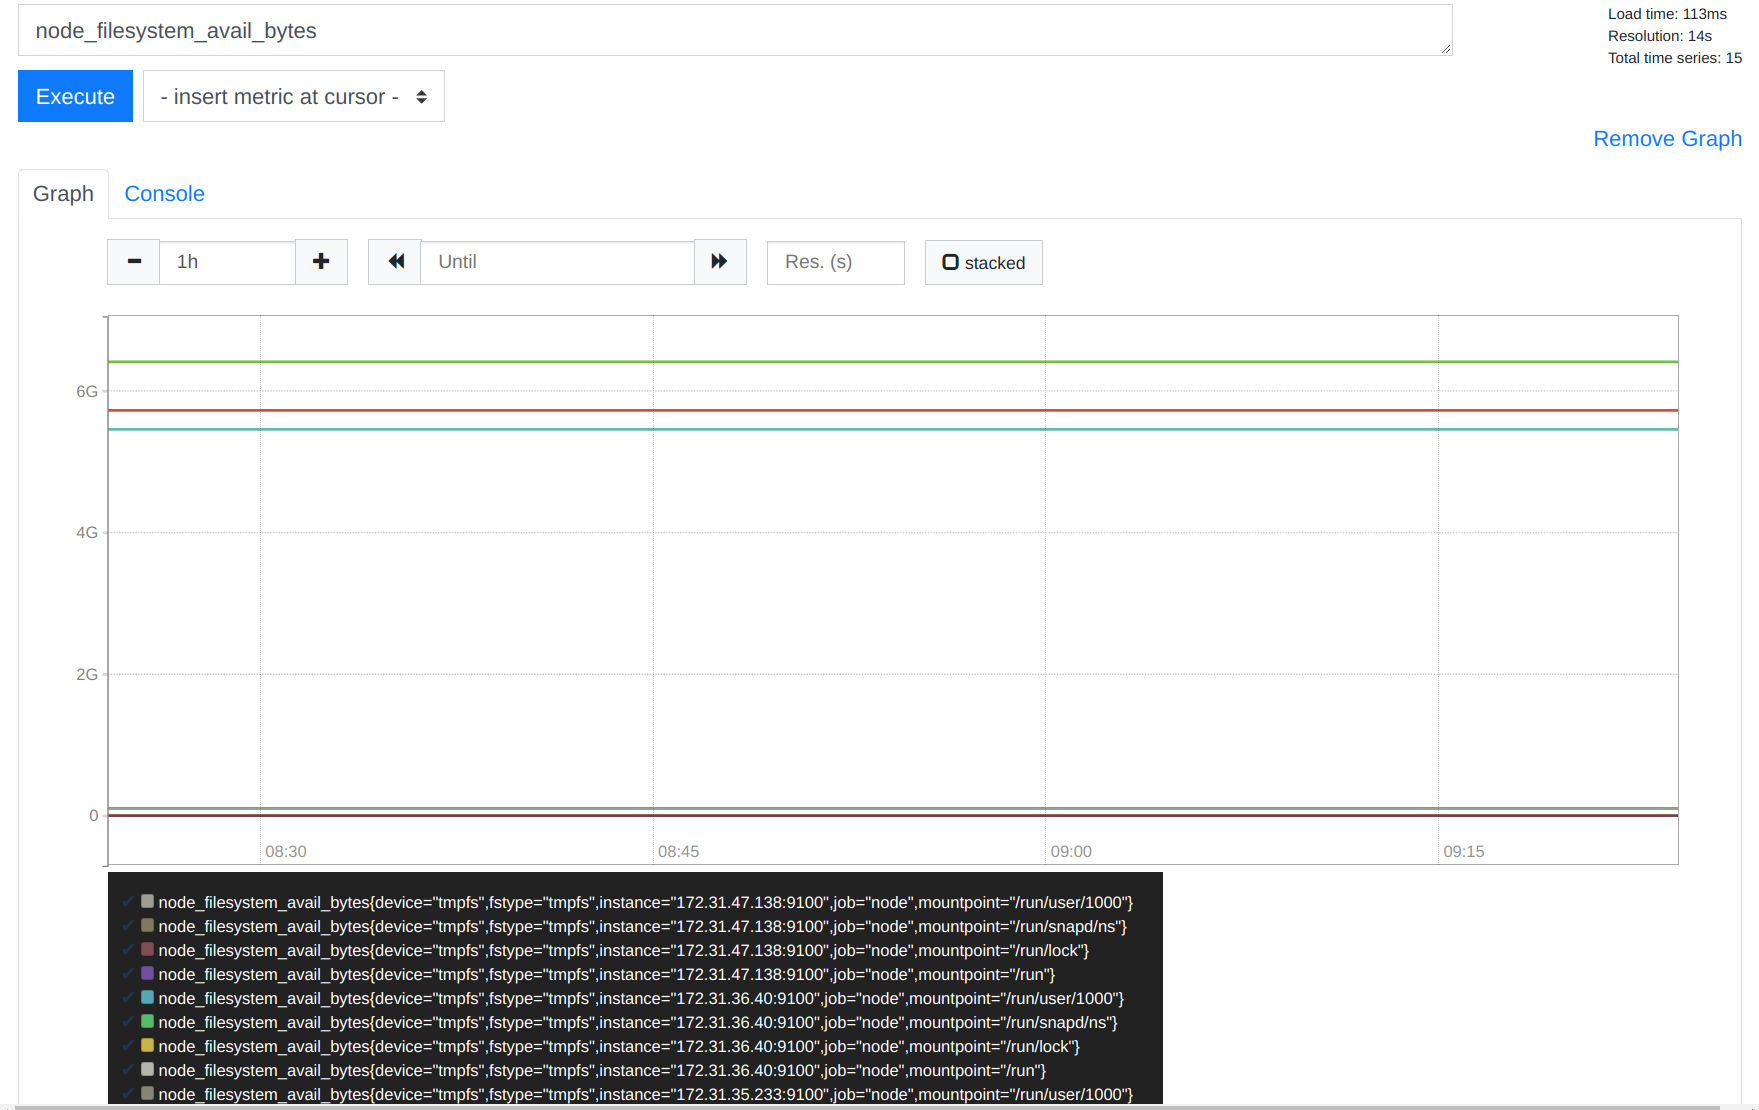 node_filesystem_avail_bytes
Load time: 113ms
Resolution: 14s
Total time series: 15
Execute
- insert metric at cursor -
Remove Graph
Graph
Console
1h
Until
Res. (s)
stacked
6G
4G
2G
0
08:30
08:45
09:00
09:15
node_filesystem_avail_bytes{device="tmpfs",fstype="tmpfs",instance="172.31.47.138:9100",job="node",mountpoint="/run/user/1000"}
node_filesystem_avail_bytes{device="tmpfs",fstype="tmpfs",instance="172.31.47.138:9100",job="node",mountpoint="/run/snapd/ns"}
node_filesystem_avail_bytes{device="tmpfs",fstype="tmpfs",instance="172.31.47.138:9100",job="node",mountpoint="/run/lock"}
node_filesystem_avail_bytes{device="tmpfs",fstype="tmpfs",instance="172.31.47.138:9100",job="node",mountpoint="/run"}
node_filesystem_avail_bytes{device="tmpfs",fstype="tmpfs",instance="172.31.36.40:9100",job="node",mountpoint="/run/user/1000"}
node_filesystem_avail_bytes{device="tmpfs",fstype="tmpfs",instance="172.31.36.40:9100",job="node",mountpoint="/run/snapd/ns"}
node_filesystem_avail_bytes{device="tmpfs",fstype="tmpfs",instance="172.31.36.40:9100",job="node",mountpoint="/run/lock"}
node_filesystem_avail_bytes{device="tmpfs",fstype="tmpfs",instance="172.31.36.40:9100",job="node",mountpoint="/run"}
node_filesystem_avail_bytes{device="tmpfs",fstype="tmpfs",instance="172.31.35.233:9100",job="node",mountpoint="/run/user/1000"}